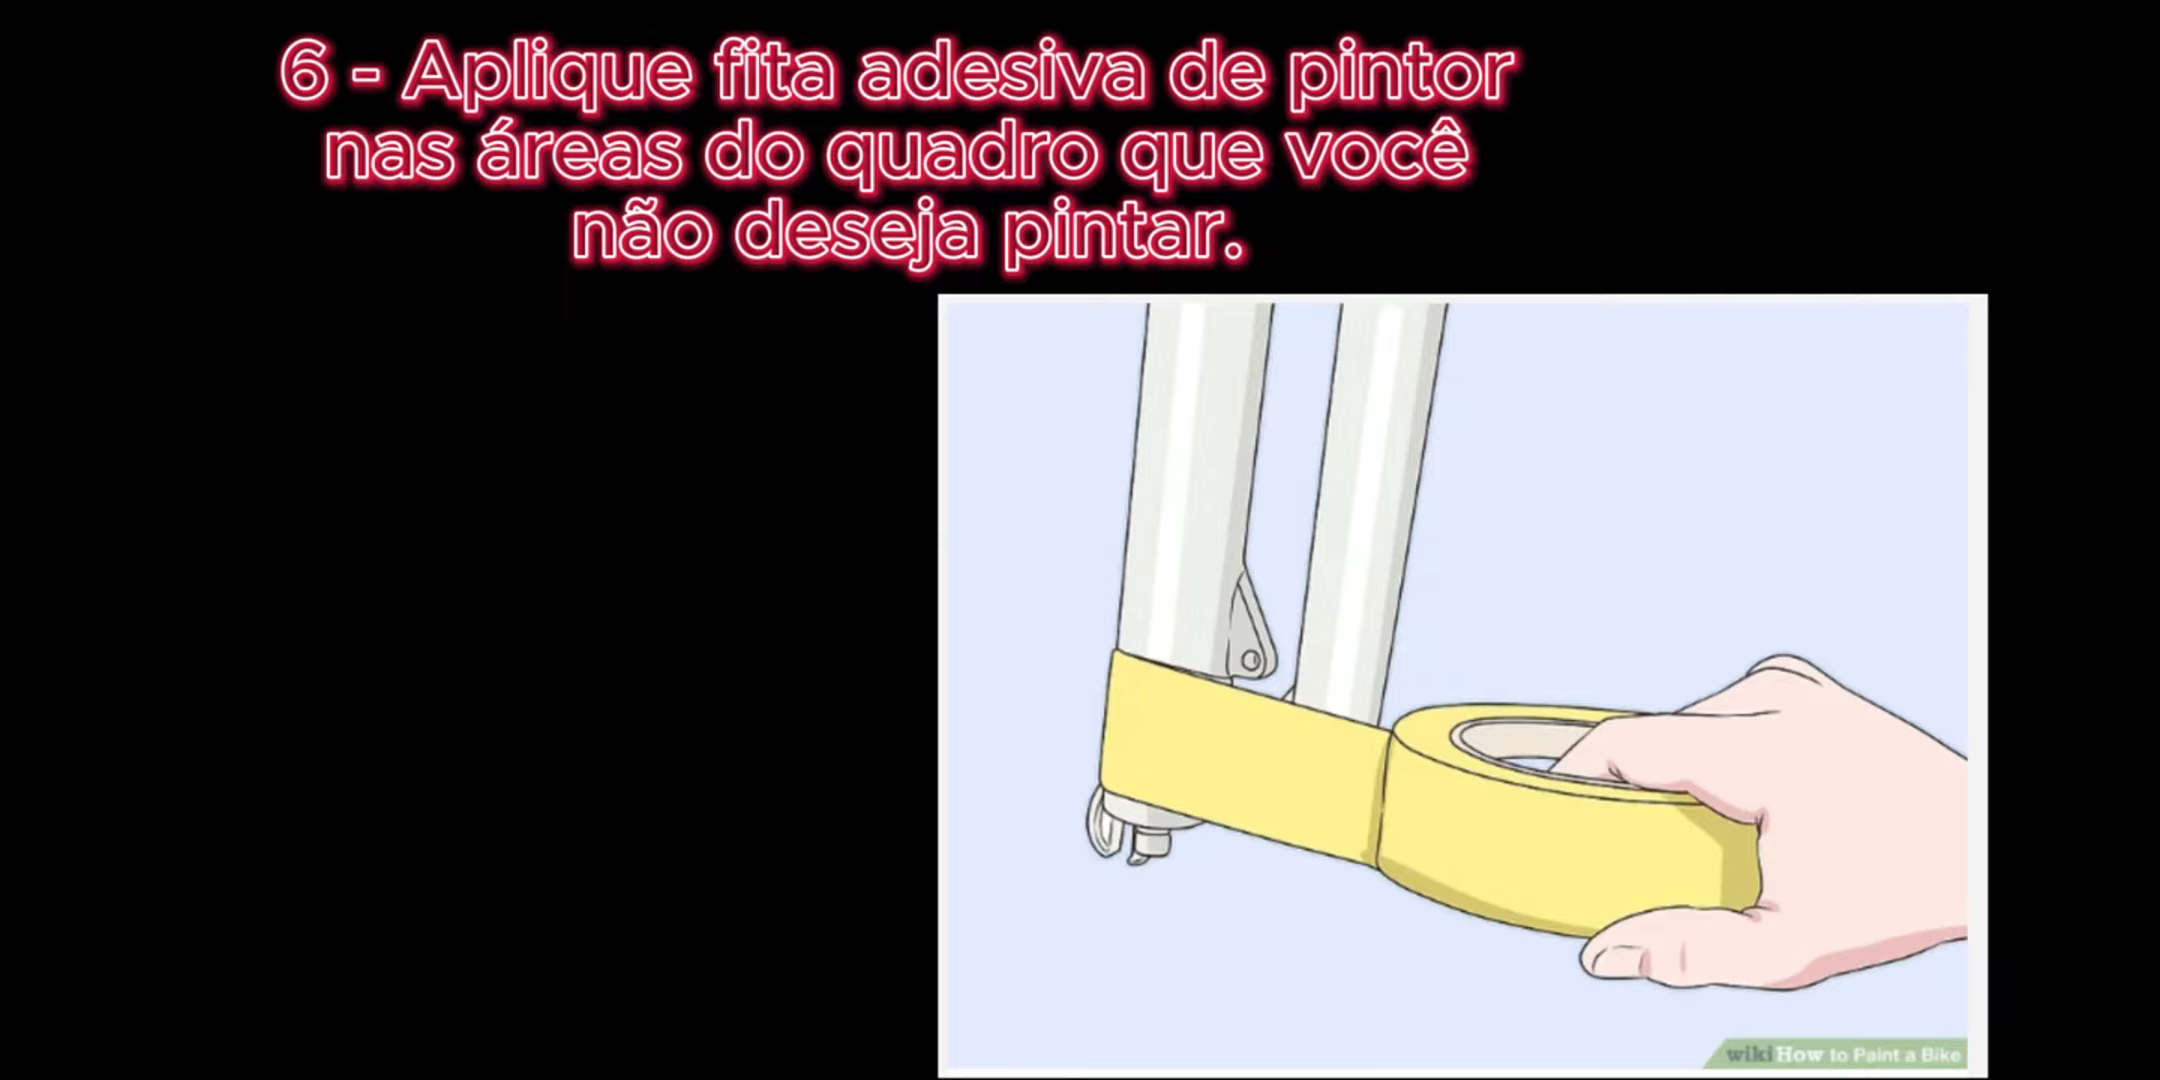 6 - Aplique fita adesiva de pintor
nas áreas do quadro que você
não deseja pintar.
wikiHow to Paint a Bike